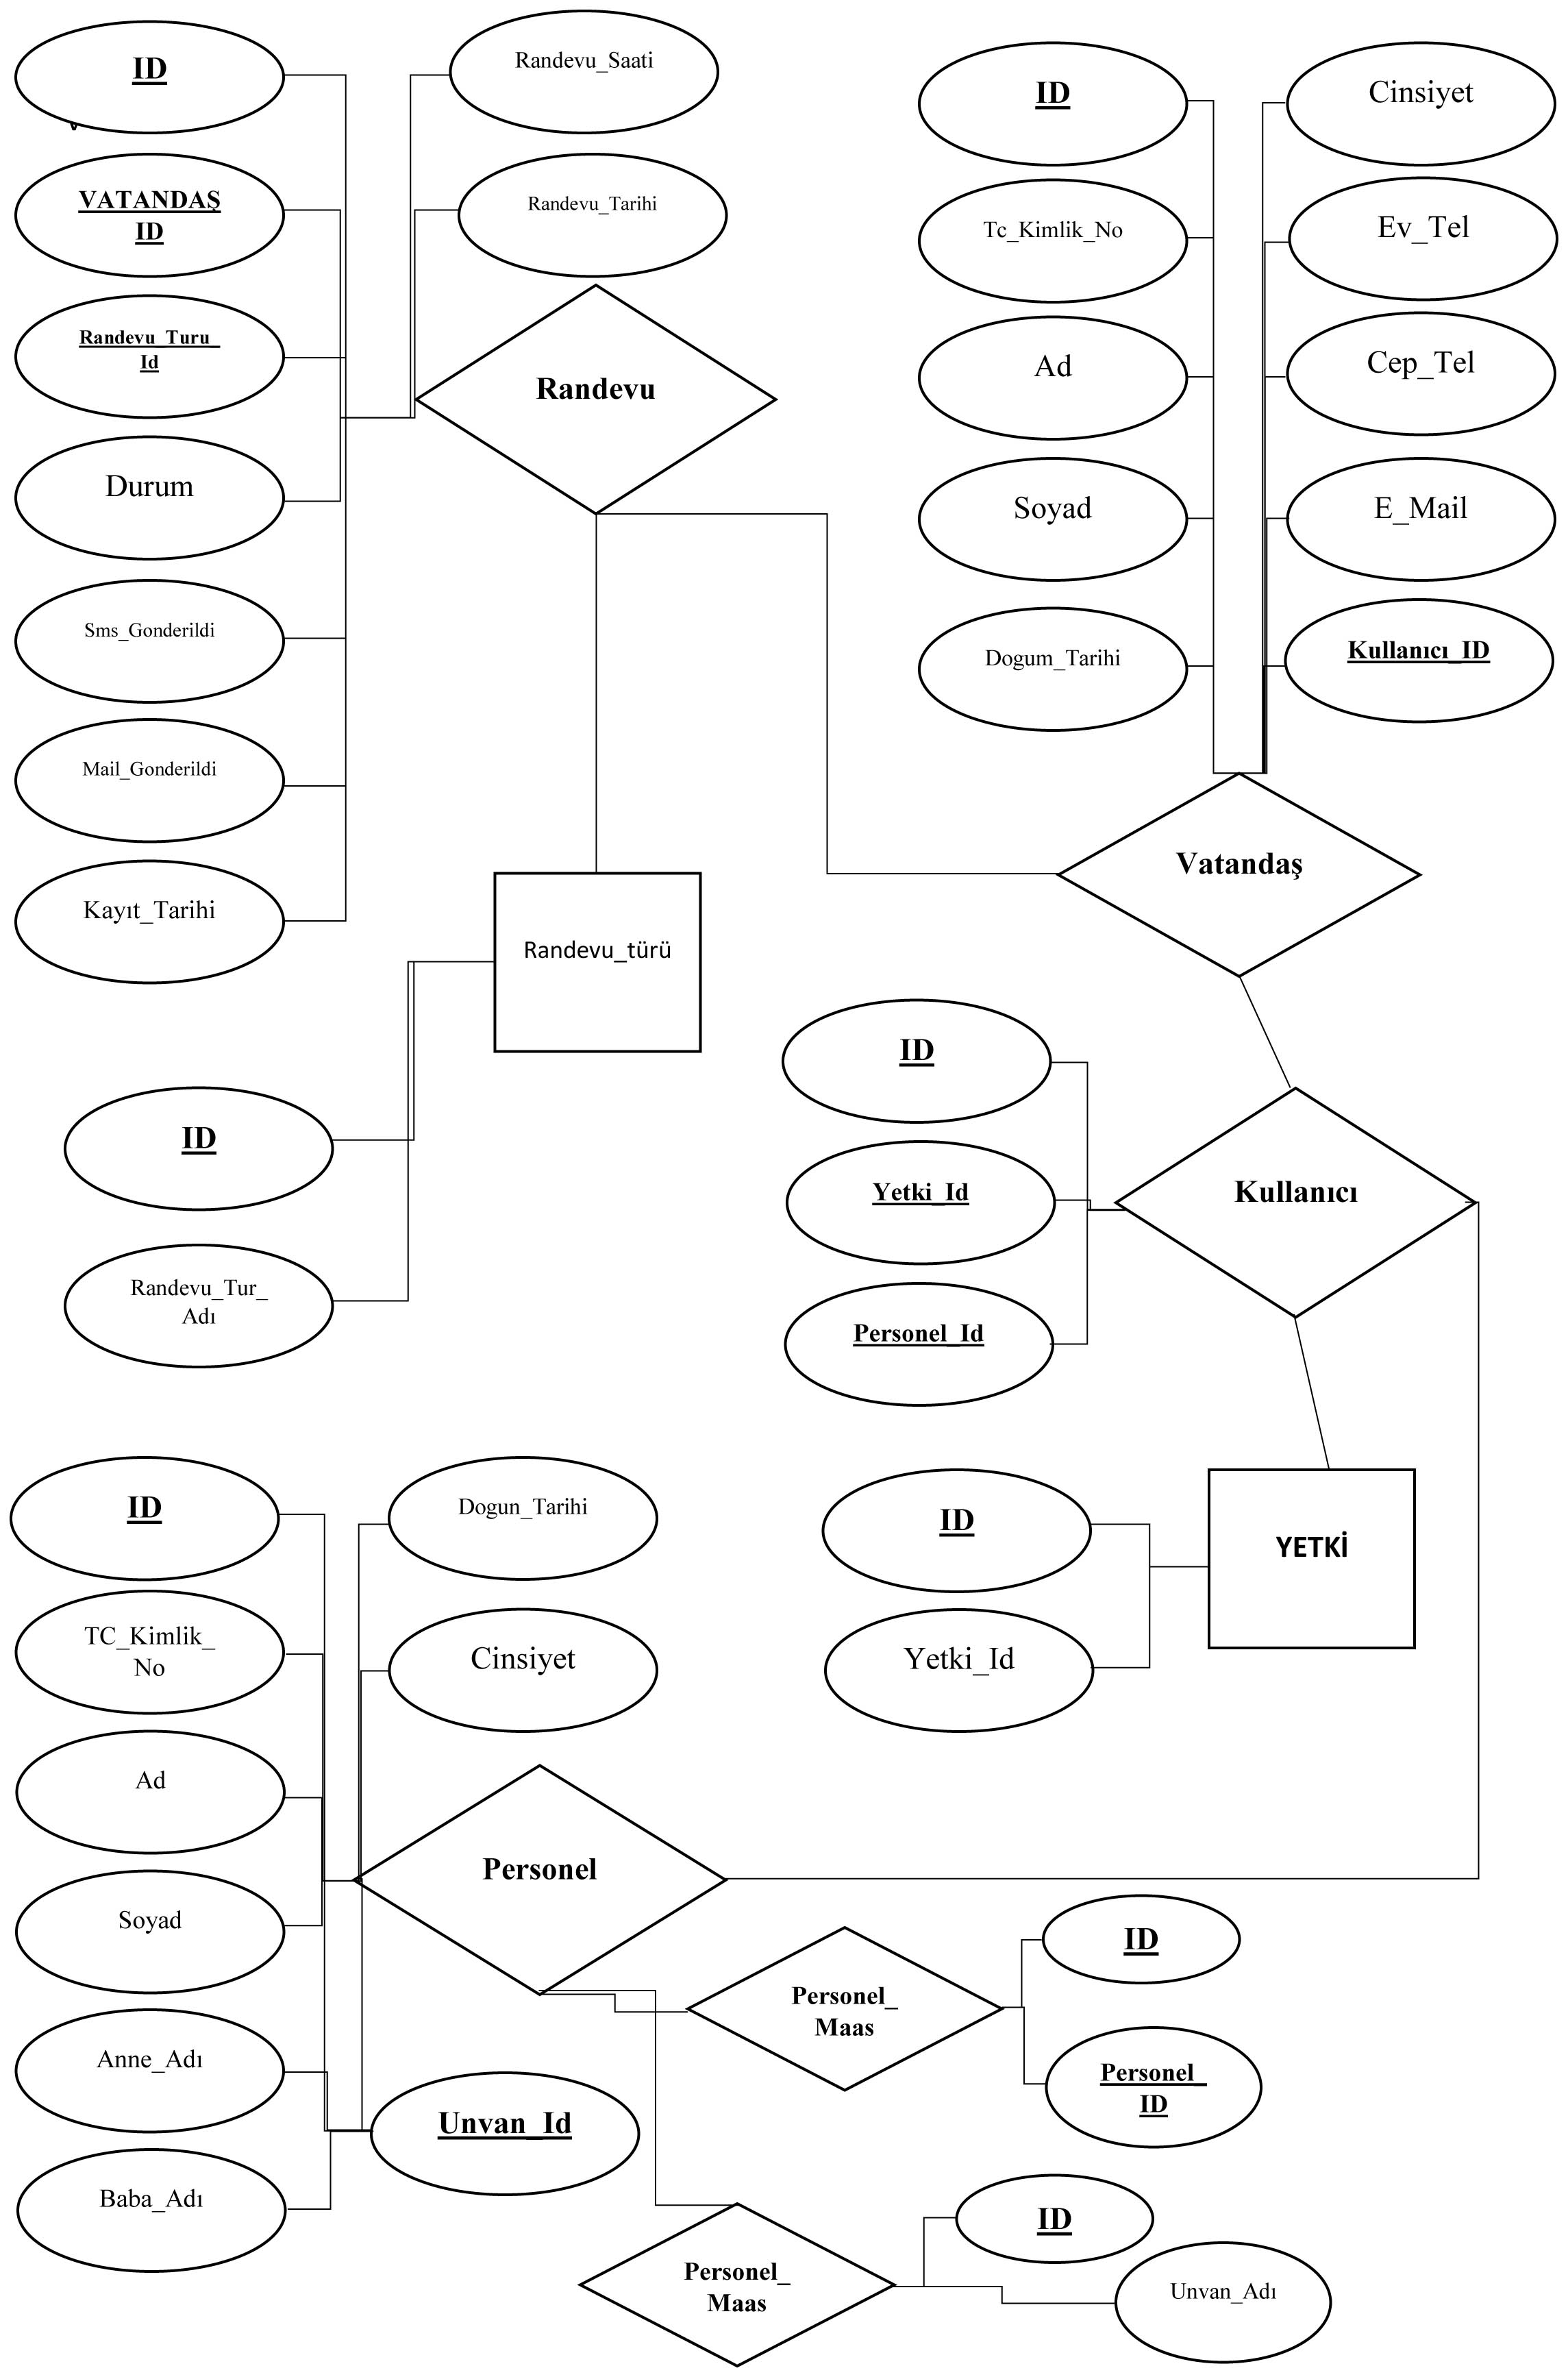 ID
VATANDAŞ
ID
Randevu_Turu_
Id
Durum
Sms_Gonderildi
Mail_Gonderildi
Kayıt_Tarihi
Randevu_Saati
Randevu_Tarihi
Randevu
ID
Tc_Kimlik_No
Ad
Soyad
Dogum_Tarihi
Cinsiyet
Ev_Tel
Cep_Tel
E_Mail
Kullanıcı_ID
Vatandaş
Randevu_türü
ID
Randevu_Tur_
Adı
ID
Yetki_Id
Personel_Id
Kullanıcı
ID
Yetki_Id
YETKİ
ID
TC_Kimlik_
No
Ad
Soyad
Anne_Adı
Baba_Adı
Dogun_Tarihi
Cinsiyet
Personel
Unvan_Id
Personel_
Maas
ID
Personel_
ID
Personel_
Maas
ID
Unvan_Adı